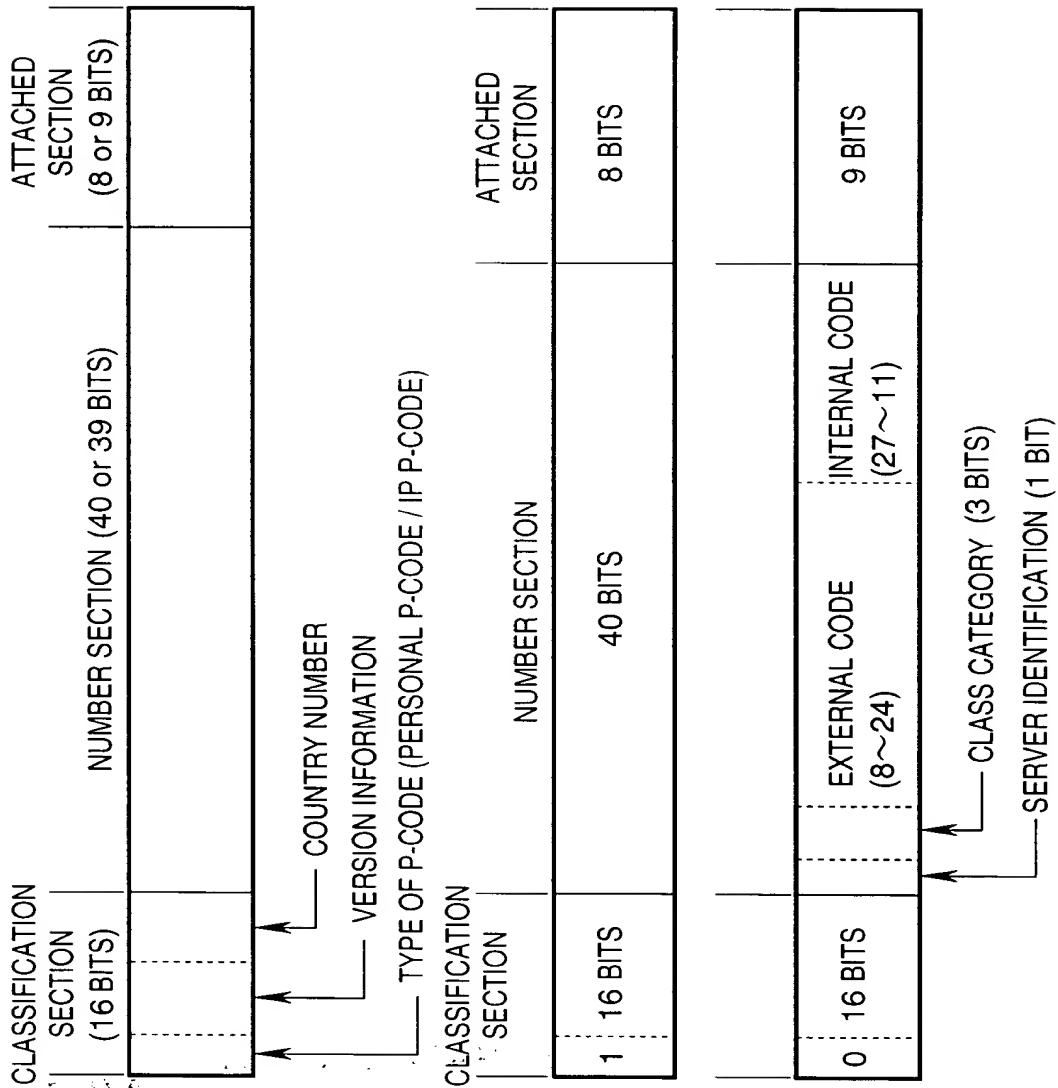 CLASSIFICATION
SECTION
(16 BITS)
NUMBER SECTION (40 or 39 BITS)
ATTACHED
SECTION
(8 or 9 BITS)
COUNTRY NUMBER
VERSION INFORMATION
TYPE OF P-CODE (PERSONAL P-CODE / IP P-CODE)
CLASSIFICATION
SECTION
NUMBER SECTION
ATTACHED
SECTION
1
16 BITS
40 BITS
8 BITS
0
16 BITS
EXTERNAL CODE
(8~24)
INTERNAL CODE
(27~11)
9 BITS
CLASS CATEGORY (3 BITS)
SERVER IDENTIFICATION (1 BIT)